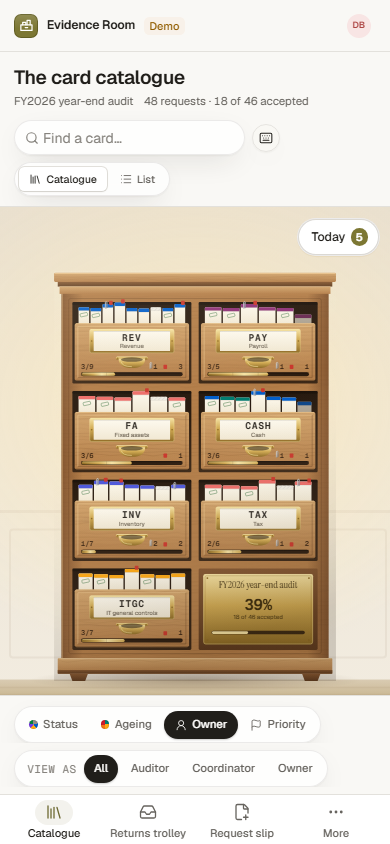 Evidence Room Demo DB
The card catalogue
FY2026 year-end audit 48 requests · 18 of 46 accepted
Find a card...
Catalogue List
Today 5
REV
Revenue
3/9 1 3
PAY
Payroll
3/5 1 1
FA
Fixed assets
3/6 1
CASH
Cash
3/6 1 1
INV
Inventory
1/7 2 2
TAX
Tax
2/6 1
ITGC
IT general controls
3/7 1
FY2026 year-end audit
39%
18 of 46 accepted
Status Ageing Owner Priority
VIEW AS All Auditor Coordinator Owner
Catalogue Returns trolley Request slip More